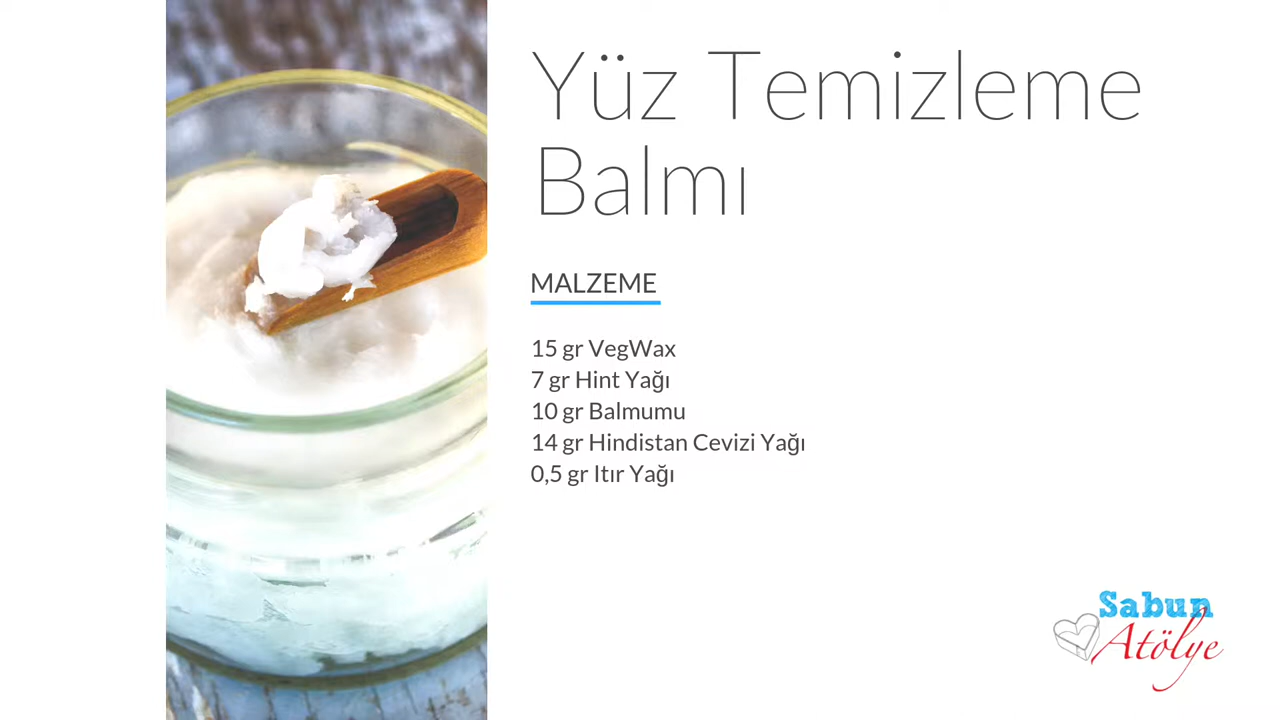 Yüz Temizleme
Balmı
MALZEME
15 gr VegWax
7 gr Hint Yağı
10 gr Balmumu
14 gr Hindistan Cevizi Yağı
0,5 gr Itır Yağı
Sabun
Atölye